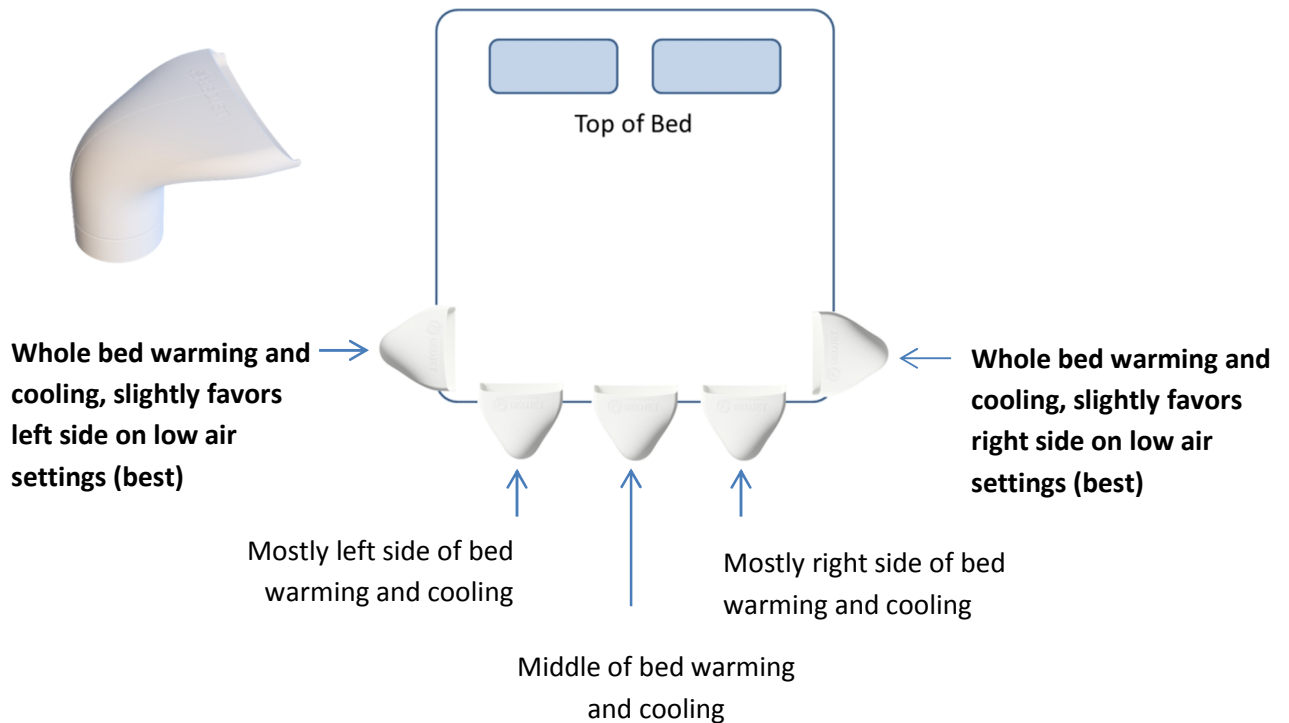 Top of Bed
Whole bed warming and
cooling, slightly favors
left side on low air
settings (best)
Whole bed warming and
cooling, slightly favors
right side on low air
settings (best)
Mostly left side of bed
warming and cooling
Mostly right side of bed
warming and cooling
Middle of bed warming
and cooling